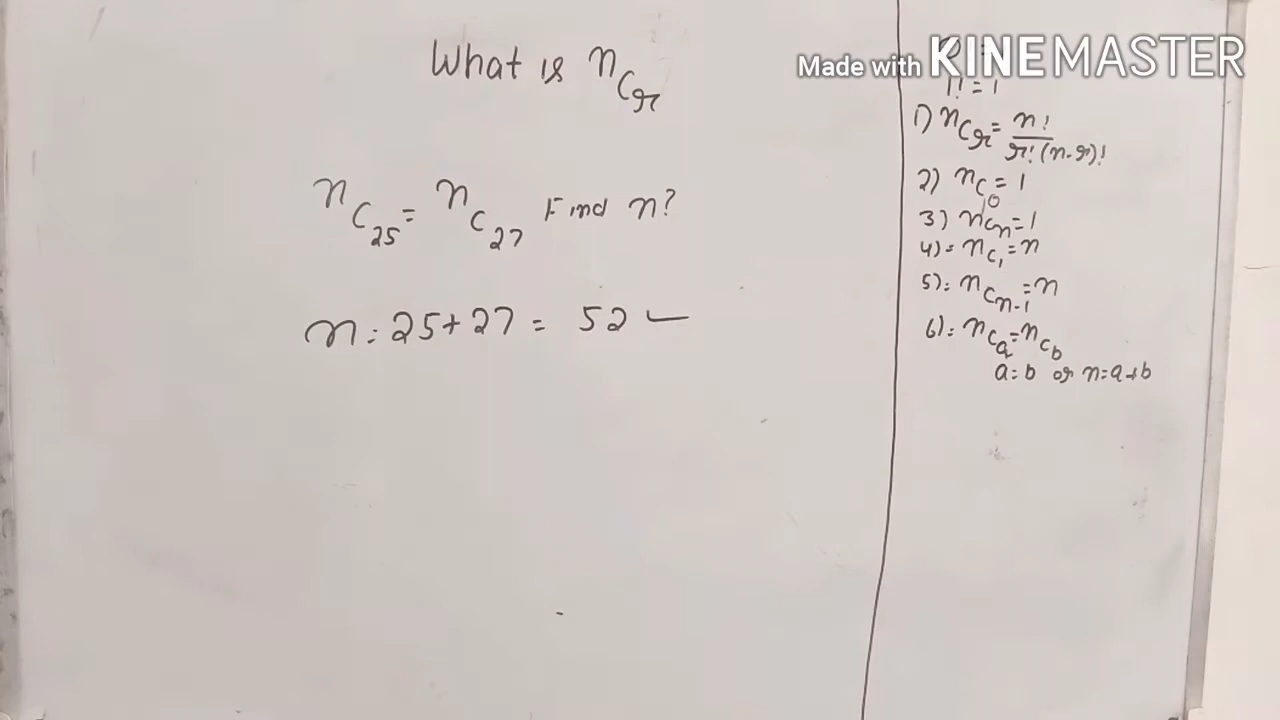 What is nCr
nC25 = nC27 Find n?
n = 25+27 = 52
Made with KINEMASTER
1! = 1
1) nCr = n! / r!(n-r)!
2) nC0 = 1
3) nCn = 1
4) = nC1 = n
5): nCn-1 = n
6): nCa = nCb
a = b or n = a+b